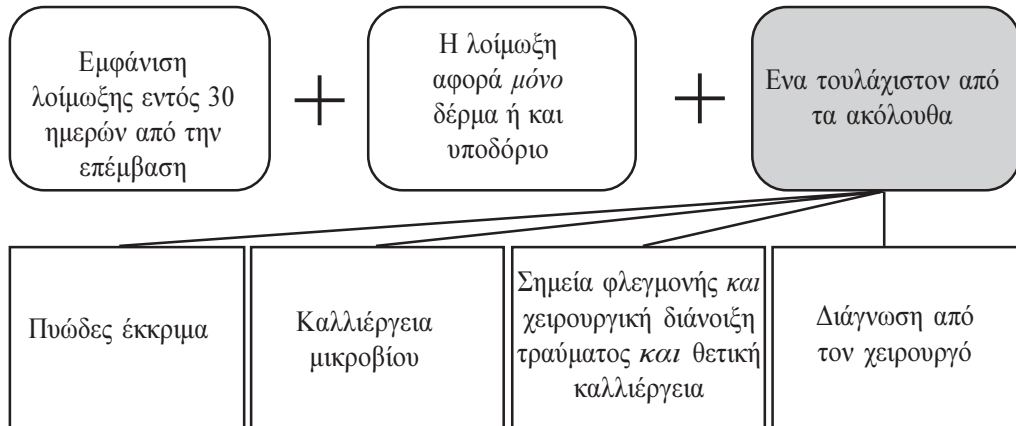 Εμφάνιση
λοίμωξης εντός 30
ημερών από την
επέμβαση
+
Η λοίμωξη
αφορά μόνο
δέρμα ή και
υποδόριο
+
Ενα τουλάχιστον από
τα ακόλουθα
Πυώδες έκκριμα
Καλλιέργεια
μικροβίου
Σημεία φλεγμονής και
χειρουργική διάνοιξη
τραύματος και θετική
καλλιέργεια
Διάγνωση από
τον χειρουργό